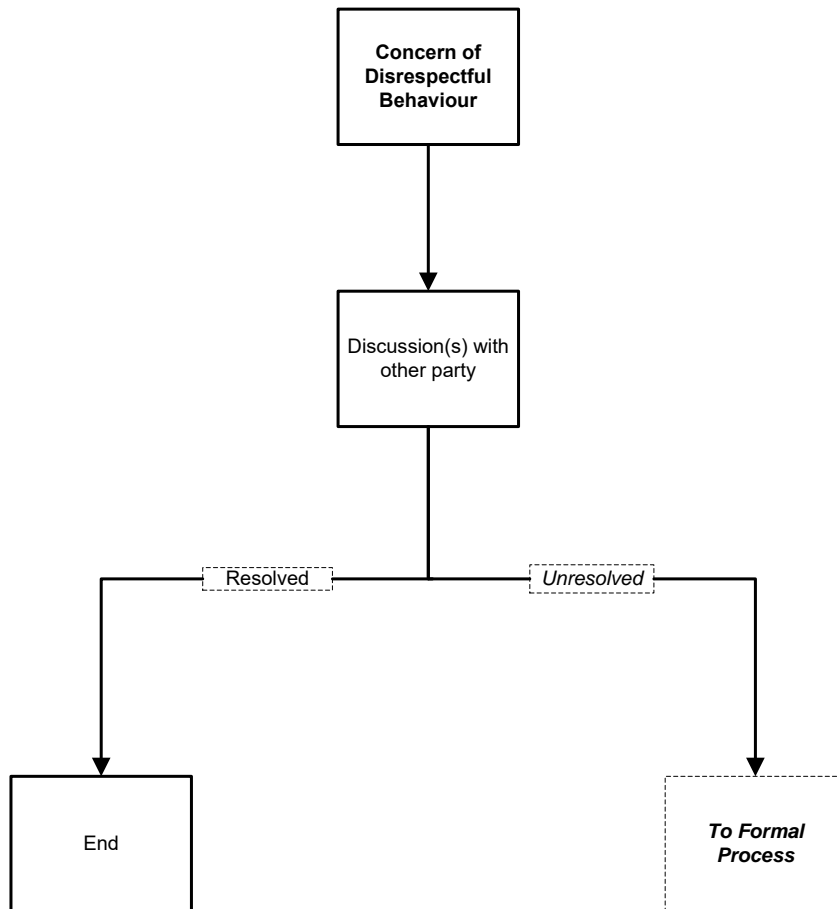 Concern of
Disrespectful
Behaviour
Discussion(s) with
other party
Resolved
Unresolved
End
To Formal
Process